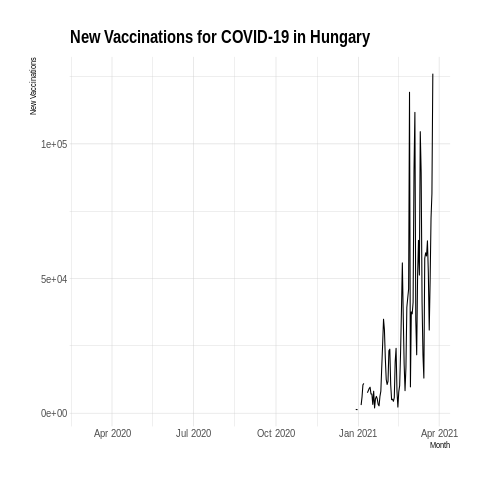 New Vaccinations for COVID-19 in Hungary
New Vaccinations
1e+05
5e+04
0e+00
Apr 2020 Jul 2020 Oct 2020 Jan 2021 Apr 2021
Month